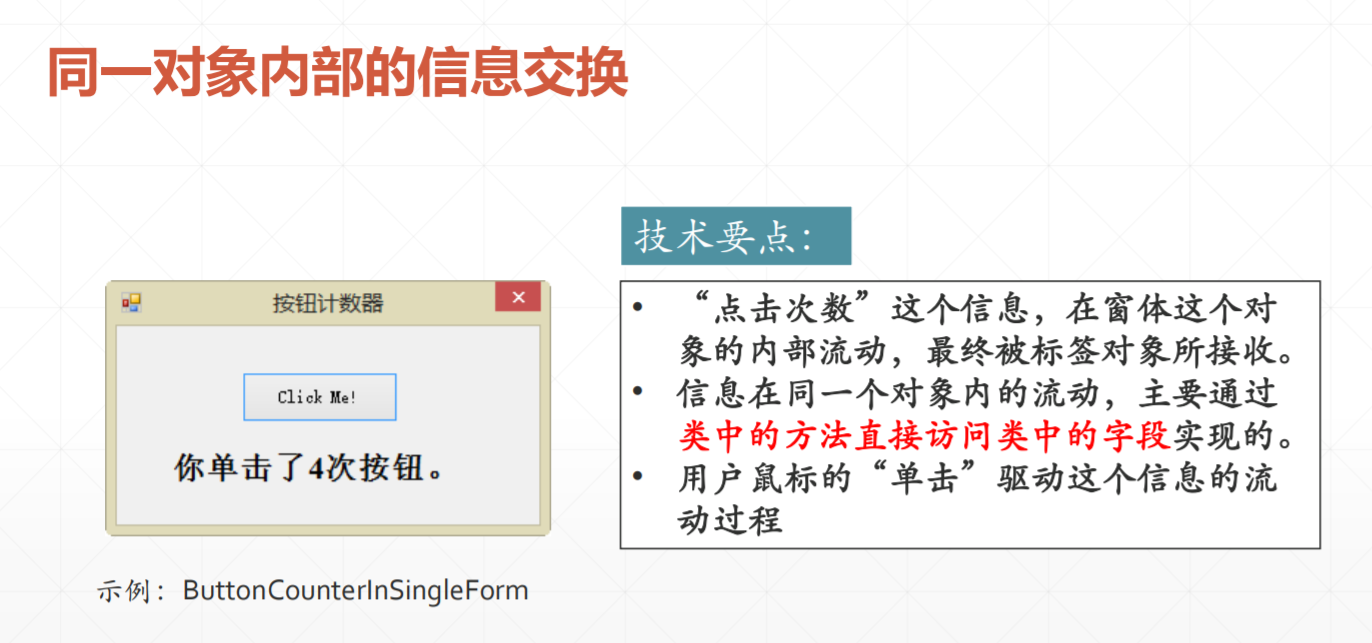 同一对象内部的信息交换
技术要点：
按钮计数器
Click Me!
你单击了4次按钮。
示例：ButtonCounterInSingleForm
• “点击次数”这个信息，在窗体这个对
象的内部流动，最终被标签对象所接收。
• 信息在同一个对象内的流动，主要通过
类中的方法直接访问类中的字段实现的。
• 用户鼠标的“单击”驱动这个信息的流
动过程